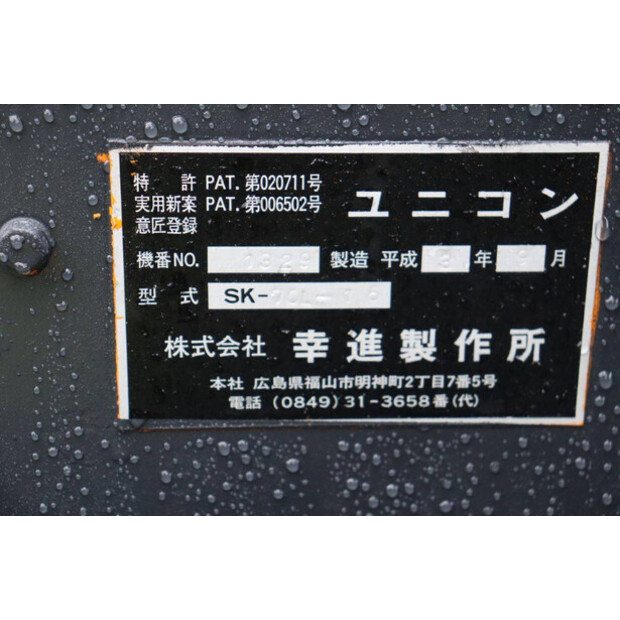 特 許 PAT. 第020711号
実用新案 PAT. 第006502号
意匠登録
ユニコン
機番NO. 1329 製造 平成 3 年 9 月
型 式 SK-
株式会社 幸進製作所
本社 広島県福山市明神町2丁目7番5号
電話 (0849) 31-3658番(代)